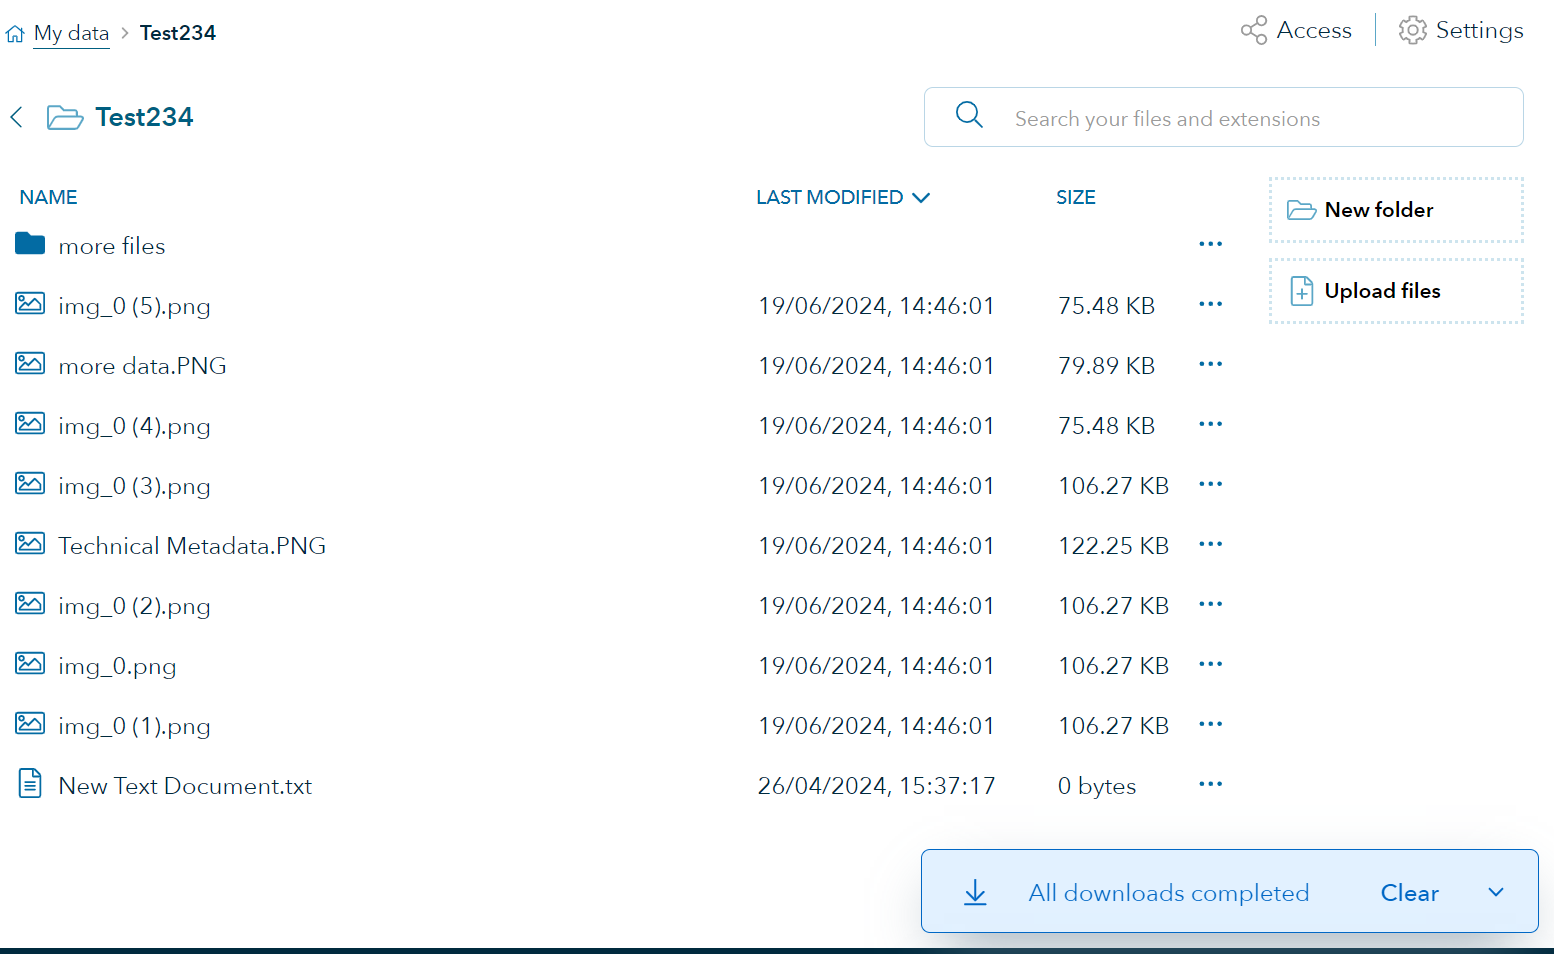 My data > Test234
Access | Settings
Test234
Search your files and extensions
NAME LAST MODIFIED SIZE
New folder
more files
Upload files
img_0 (5).png 19/06/2024, 14:46:01 75.48 KB
more data.PNG 19/06/2024, 14:46:01 79.89 KB
img_0 (4).png 19/06/2024, 14:46:01 75.48 KB
img_0 (3).png 19/06/2024, 14:46:01 106.27 KB
Technical Metadata.PNG 19/06/2024, 14:46:01 122.25 KB
img_0 (2).png 19/06/2024, 14:46:01 106.27 KB
img_0.png 19/06/2024, 14:46:01 106.27 KB
img_0 (1).png 19/06/2024, 14:46:01 106.27 KB
New Text Document.txt 26/04/2024, 15:37:17 0 bytes
All downloads completed Clear